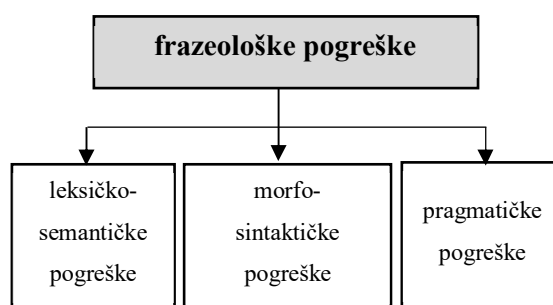 frazeološke pogreške
leksičko-
semantičke
pogreške
morfo-
sintaktičke
pogreške
pragmatičke
pogreške